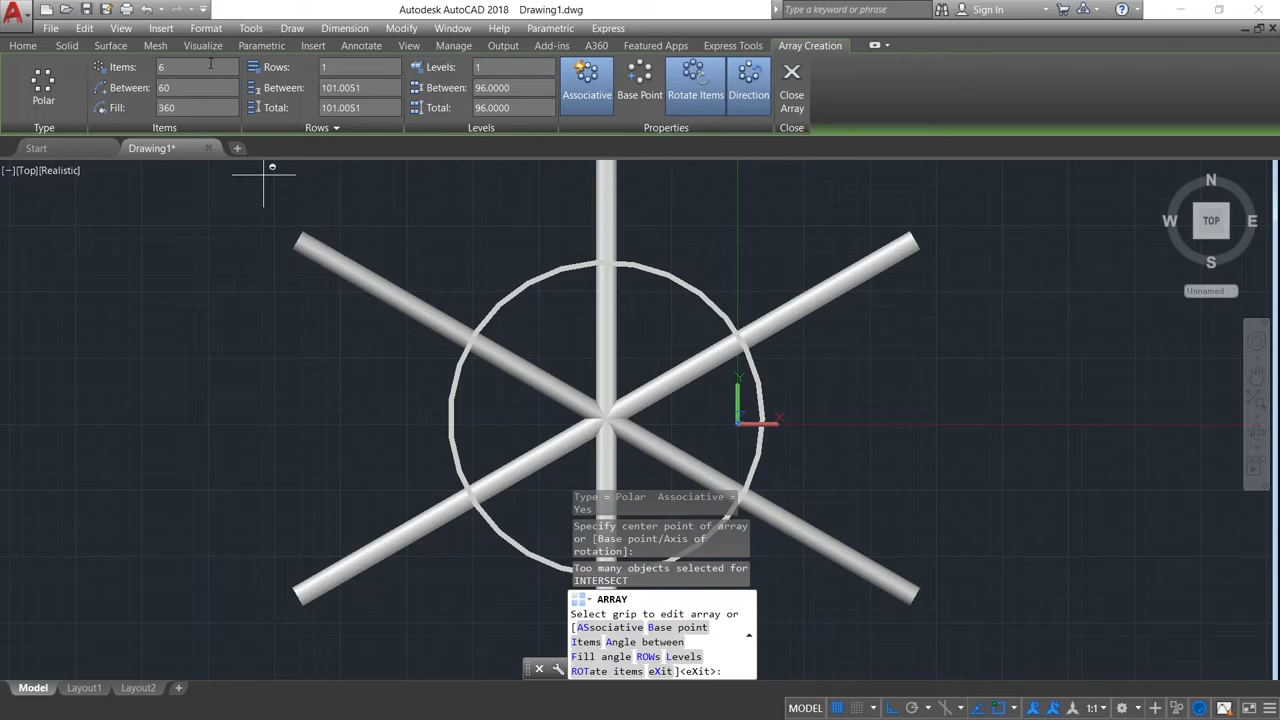 Autodesk AutoCAD 2018   Drawing1.dwg
Type a keyword or phrase
Sign In
File Edit View Insert Format Tools Draw Dimension Modify Window Help Parametric Express
Home Solid Surface Mesh Visualize Parametric Insert Annotate View Manage Output Add-ins A360 Featured Apps Express Tools Array Creation
Items: 6
Rows: 1
Levels: 1
Polar
Between: 60
Between: 101.0051
Between: 96.0000
Associative Base Point Rotate Items Direction
Close
Array
Fill: 360
Total: 101.0051
Total: 96.0000
Type Items Rows Levels Properties Close
Start Drawing1*
[−][Top][Realistic]
N
W TOP E
S
Unnamed
Y
X
Z
Type = Polar  Associative =
Yes
Specify center point of array
or [Base point/Axis of
rotation]:
Too many objects selected for
INTERSECT
ARRAY
Select grip to edit array or
[ASsociative Base point
Items Angle between
Fill angle ROWs Levels
ROTate items eXit]<eXit>:
Model Layout1 Layout2
MODEL
1:1